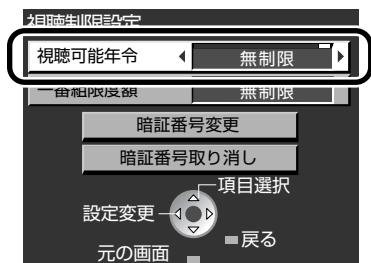 視聴制限設定
視聴可能年令 無制限
一番組限度額 無制限
暗証番号変更
暗証番号取り消し
項目選択
設定変更
戻る
元の画面